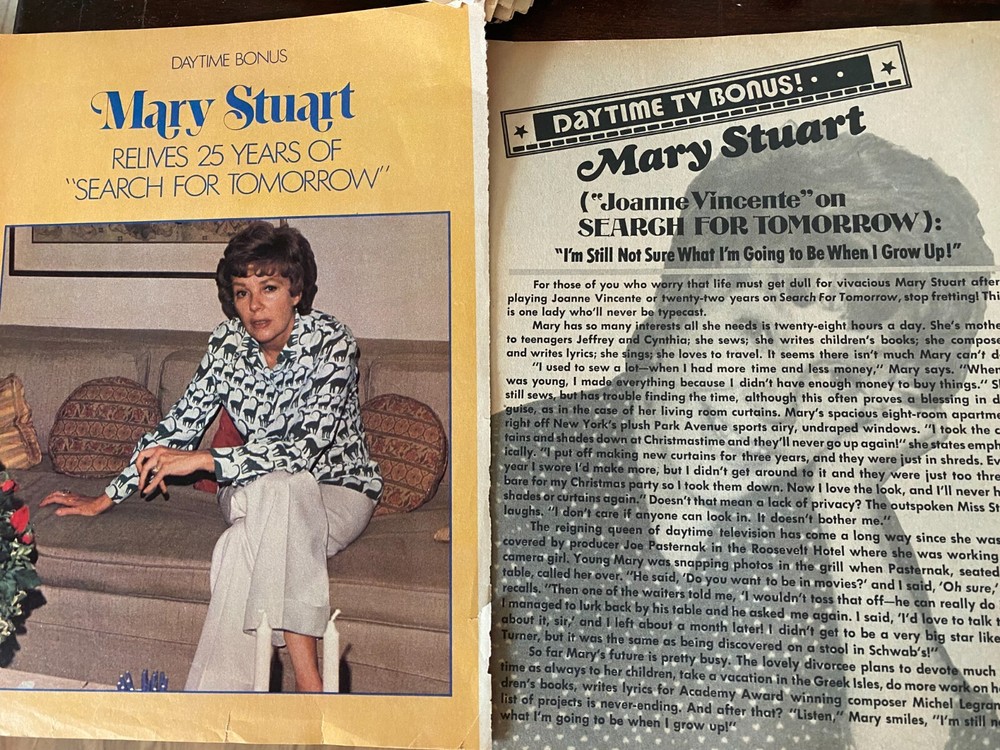 DAYTIME BONUS
Mary Stuart
RELIVES 25 YEARS OF
"SEARCH FOR TOMORROW"
DAYTIME TV BONUS!
Mary Stuart
("Joanne Vincente" on
SEARCH FOR TOMORROW):
"I'm Still Not Sure What I'm Going to Be When I Grow Up!"
For those of you who worry that life must get dull for vivacious Mary Stuart after
playing Joanne Vincente or twenty-two years on Search For Tomorrow, stop fretting! Thi
is one lady who'll never be typecast.
Mary has so many interests all she needs is twenty-eight hours a day. She's mothe
to teenagers Jeffrey and Cynthia; she sews; she writes children's books; she compose
and writes lyrics; she sings; she loves to travel. It seems there isn't much Mary can't d
"I used to sew a lot—when I had more time and less money," Mary says. "When
was young, I made everything because I didn't have enough money to buy things." S
still sews, but has trouble finding the time, although this often proves a blessing in d
guise, as in the case of her living room curtains. Mary's spacious eight-room apartm
right off New York's plush Park Avenue sports airy, undraped windows. "I took the c
tains and shades down at Christmastime and they'll never go up again!" she states emph
ically. "I put off making new curtains for three years, and they were just in shreds. Ev
year I swore I'd make more, but I didn't get around to it and they were just too thre
bare for my Christmas party so I took them down. Now I love the look, and I'll never h
shades or curtains again." Doesn't that mean a lack of privacy? The outspoken Miss St
laughs. "I don't care if anyone can look in. It doesn't bother me."
The reigning queen of daytime television has come a long way since she was
covered by producer Joe Pasternak in the Roosevelt Hotel where she was working
camera girl. Young Mary was snapping photos in the grill when Pasternak, seated
table, called her over. "He said, 'Do you want to be in movies?' and I said, 'Oh sure,'
recalls. "Then one of the waiters told me, 'I wouldn't toss that off—he can really do
I managed to lurk back by his table and he asked me again. I said, 'I'd love to talk t
about it, sir,' and I left about a month later! I didn't get to be a very big star like
Turner, but it was the same as being discovered on a stool in Schwab's!"
So far Mary's future is pretty busy. The lovely divorcee plans to devote much
time as always to her children, take a vacation in the Greek Isles, do more work on h
dren's books, writes lyrics for Academy Award winning composer Michel Legran
list of projects is never-ending. And after that? "Listen," Mary smiles, "I'm still n
what I'm going to be when I grow up!"